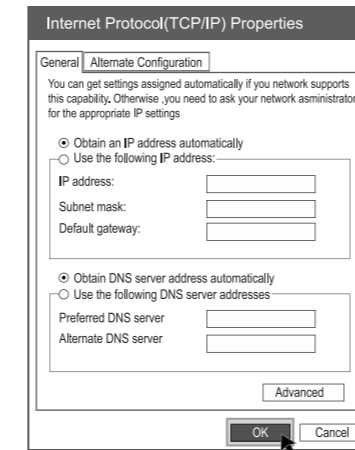 Internet Protocol(TCP/IP) Properties
General Alternate Configuration
You can get settings assigned automatically if you network supports
this capability. Otherwise ,you need to ask your network asministrator
for the appropriate IP settings
Obtain an IP address automatically
Use the following IP address:
IP address:
Subnet mask:
Default gateway:
Obtain DNS server address automatically
Use the following DNS server addresses
Preferred DNS server
Alternate DNS server
Advanced
OK Cancel